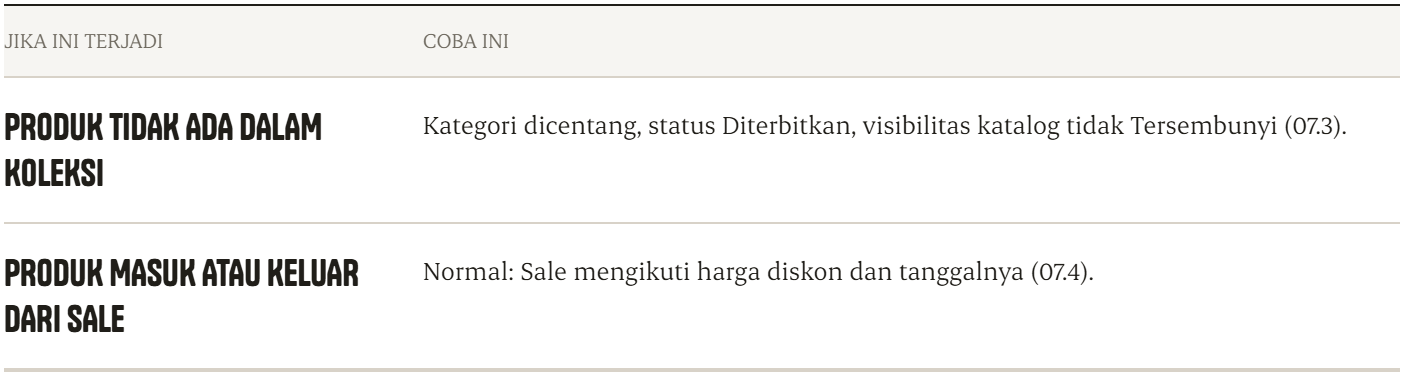 JIKA INI TERJADI
COBA INI
PRODUK TIDAK ADA DALAM
KOLEKSI
Kategori dicentang, status Diterbitkan, visibilitas katalog tidak Tersembunyi (07.3).
PRODUK MASUK ATAU KELUAR
DARI SALE
Normal: Sale mengikuti harga diskon dan tanggalnya (07.4).